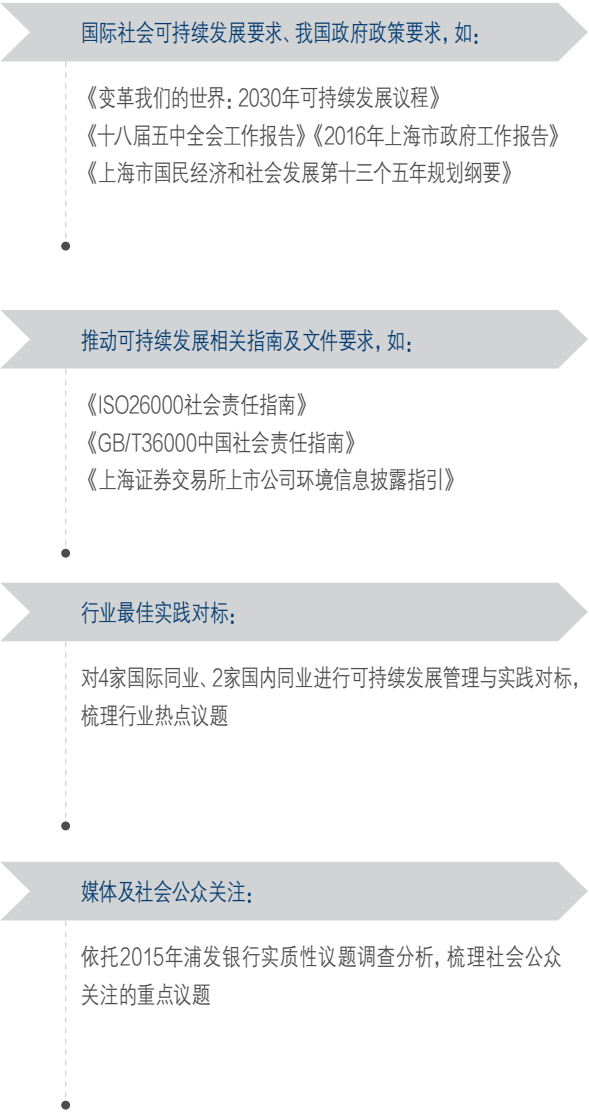 国际社会可持续发展要求、我国政府政策要求, 如:
《变革我们的世界: 2030年可持续发展议程》
《十八届五中全会工作报告》《2016年上海市政府工作报告》
《上海市国民经济和社会发展第十三个五年规划纲要》
推动可持续发展相关指南及文件要求, 如:
《ISO26000社会责任指南》
《GB/T36000中国社会责任指南》
《上海证券交易所上市公司环境信息披露指引》
行业最佳实践对标:
对4家国际同业、2家国内同业进行可持续发展管理与实践对标,
梳理行业热点议题
媒体及社会公众关注:
依托2015年浦发银行实质性议题调查分析, 梳理社会公众
关注的重点议题